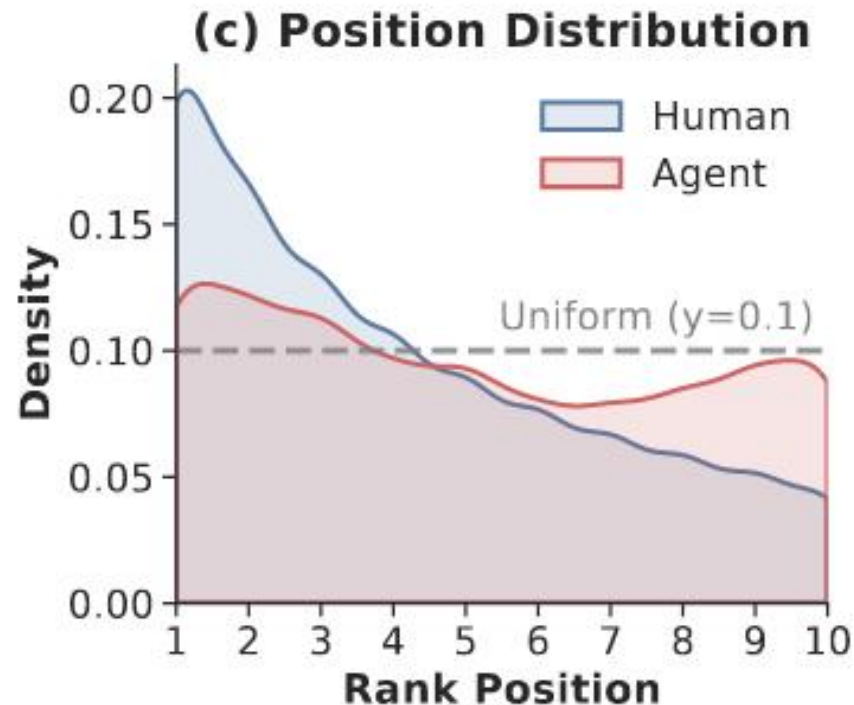 (c) Position Distribution
Human
Agent
Uniform (y=0.1)
Density
0.20
0.15
0.10
0.05
0.00
1 2 3 4 5 6 7 8 9 10
Rank Position